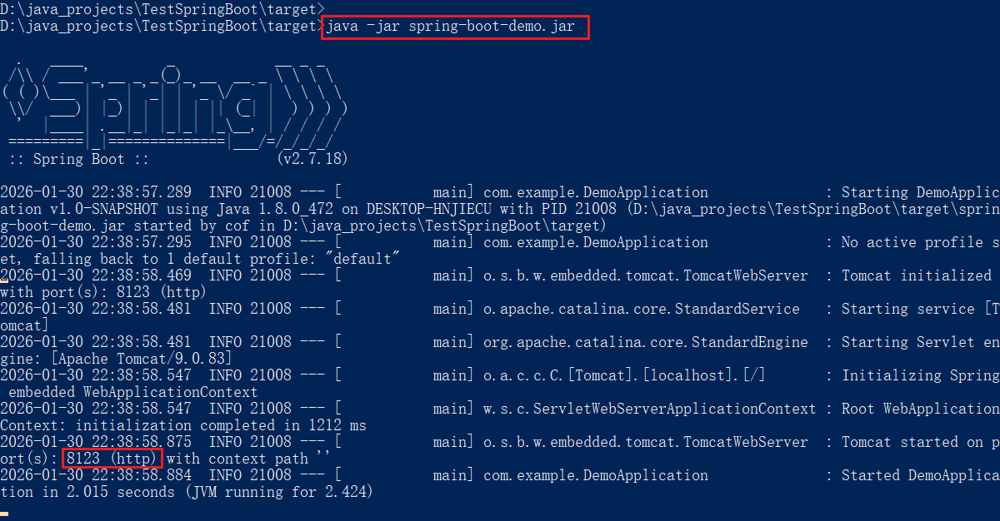 D:\java_projects\TestSpringBoot\target>
D:\java_projects\TestSpringBoot\target>java -jar spring-boot-demo.jar
  .   ____          _            __ _ _
 /\\ / ___'_ __ _ _(_)_ __  __ _ \ \ \ \
( ( )\___ | '_ | '_| | '_ \/ _` | \ \ \ \
 \\/  ___)| |_)| | | | | || (_| |  ) ) ) )
  '  |____| .__|_| |_|_| |_\__, | / / / /
 =========|_|==============|___/=/_/_/_/
 :: Spring Boot ::                (v2.7.18)
2026-01-30 22:38:57.289  INFO 21008 --- [           main] com.example.DemoApplication              : Starting DemoApplic
ation v1.0-SNAPSHOT using Java 1.8.0_472 on DESKTOP-HNJIECU with PID 21008 (D:\java_projects\TestSpringBoot\target\sprin
g-boot-demo.jar started by cof in D:\java_projects\TestSpringBoot\target)
2026-01-30 22:38:57.295  INFO 21008 --- [           main] com.example.DemoApplication              : No active profile s
et, falling back to 1 default profile: "default"
2026-01-30 22:38:58.469  INFO 21008 --- [           main] o.s.b.w.embedded.tomcat.TomcatWebServer  : Tomcat initialized
with port(s): 8123 (http)
2026-01-30 22:38:58.481  INFO 21008 --- [           main] o.apache.catalina.core.StandardService   : Starting service [T
omcat]
2026-01-30 22:38:58.481  INFO 21008 --- [           main] org.apache.catalina.core.StandardEngine  : Starting Servlet en
gine: [Apache Tomcat/9.0.83]
2026-01-30 22:38:58.547  INFO 21008 --- [           main] o.a.c.c.C.[Tomcat].[localhost].[/]       : Initializing Spring
 embedded WebApplicationContext
2026-01-30 22:38:58.547  INFO 21008 --- [           main] w.s.c.ServletWebServerApplicationContext : Root WebApplication
Context: initialization completed in 1212 ms
2026-01-30 22:38:58.875  INFO 21008 --- [           main] o.s.b.w.embedded.tomcat.TomcatWebServer  : Tomcat started on p
ort(s): 8123 (http) with context path ''
2026-01-30 22:38:58.884  INFO 21008 --- [           main] com.example.DemoApplication              : Started DemoApplica
tion in 2.015 seconds (JVM running for 2.424)